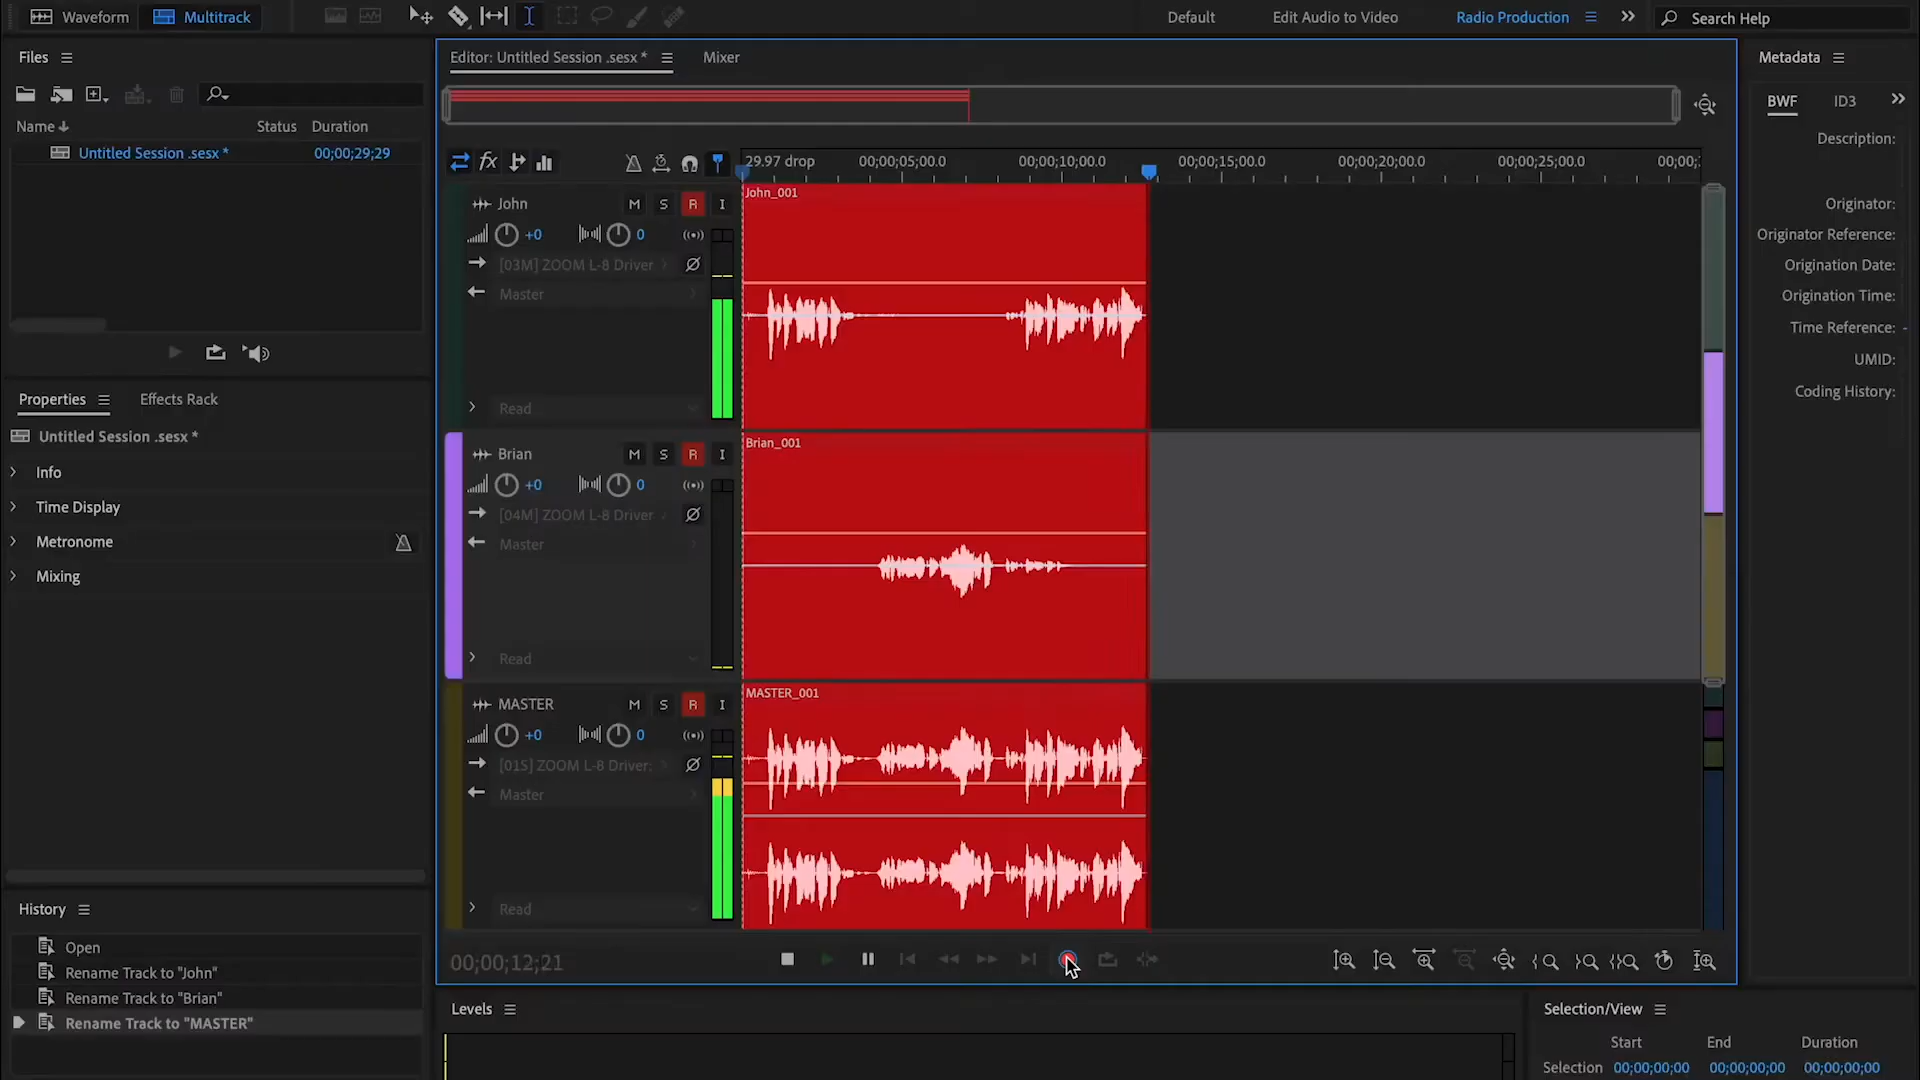 Waveform Multitrack Default Edit Audio to Video Radio Production Search Help
Files
Name Status Duration
Untitled Session .sesx * 00;00;29;29
Properties Effects Rack
Untitled Session .sesx *
Info
Time Display
Metronome
Mixing
History
Open
Rename Track to "John"
Rename Track to "Brian"
Rename Track to "MASTER"
Editor: Untitled Session .sesx * Mixer
fx 29.97 drop 00;00;05;00.0 00;00;10;00.0 00;00;15;00.0 00;00;20;00.0 00;00;25;00.0 00;00;
John M S R I John_001
+0 0
[03M] ZOOM L-8 Driver
Master
Read
Brian M S R I Brian_001
+0 0
[04M] ZOOM L-8 Driver
Master
Read
MASTER M S R I MASTER_001
+0 0
[01S] ZOOM L-8 Driver:
Master
Read
00;00;12;21
Levels
Metadata
BWF ID3
Description:
Originator:
Originator Reference:
Origination Date:
Origination Time:
Time Reference: -
UMID:
Coding History:
Selection/View
Start End Duration
Selection 00;00;00;00 00;00;00;00 00;00;00;00